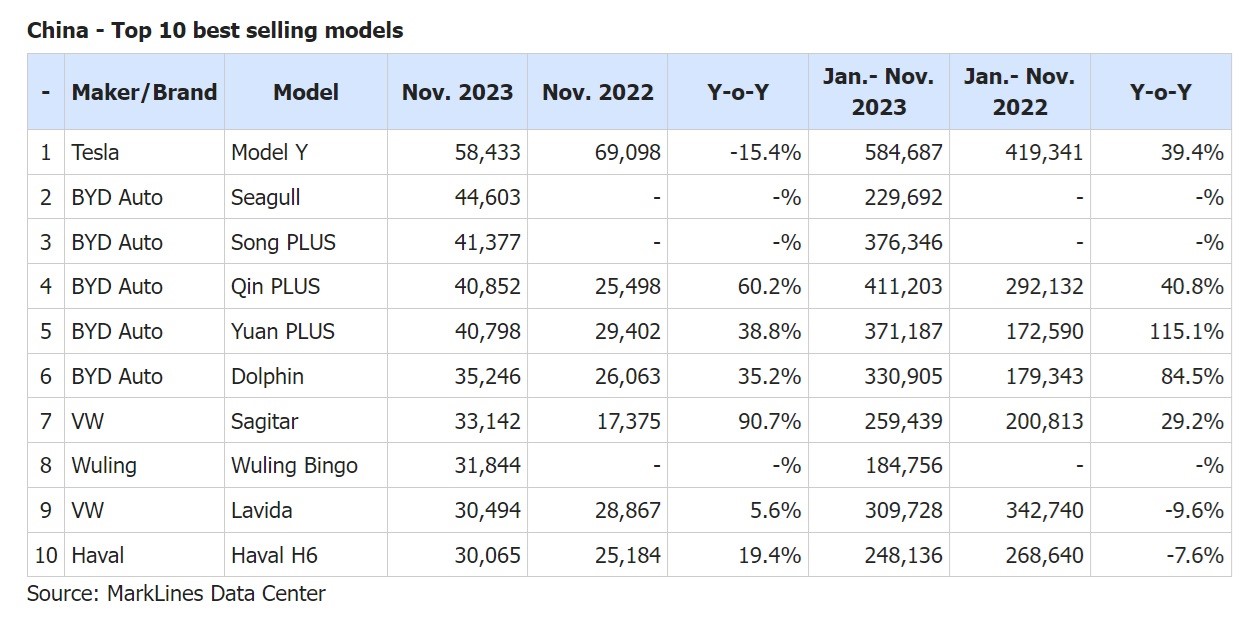 China - Top 10 best selling models
- Maker/Brand Model Nov. 2023 Nov. 2022 Y-o-Y Jan.- Nov. 2023 Jan.- Nov. 2022 Y-o-Y
1 Tesla Model Y 58,433 69,098 -15.4% 584,687 419,341 39.4%
2 BYD Auto Seagull 44,603 - -% 229,692 - -%
3 BYD Auto Song PLUS 41,377 - -% 376,346 - -%
4 BYD Auto Qin PLUS 40,852 25,498 60.2% 411,203 292,132 40.8%
5 BYD Auto Yuan PLUS 40,798 29,402 38.8% 371,187 172,590 115.1%
6 BYD Auto Dolphin 35,246 26,063 35.2% 330,905 179,343 84.5%
7 VW Sagitar 33,142 17,375 90.7% 259,439 200,813 29.2%
8 Wuling Wuling Bingo 31,844 - -% 184,756 - -%
9 VW Lavida 30,494 28,867 5.6% 309,728 342,740 -9.6%
10 Haval Haval H6 30,065 25,184 19.4% 248,136 268,640 -7.6%
Source: MarkLines Data Center